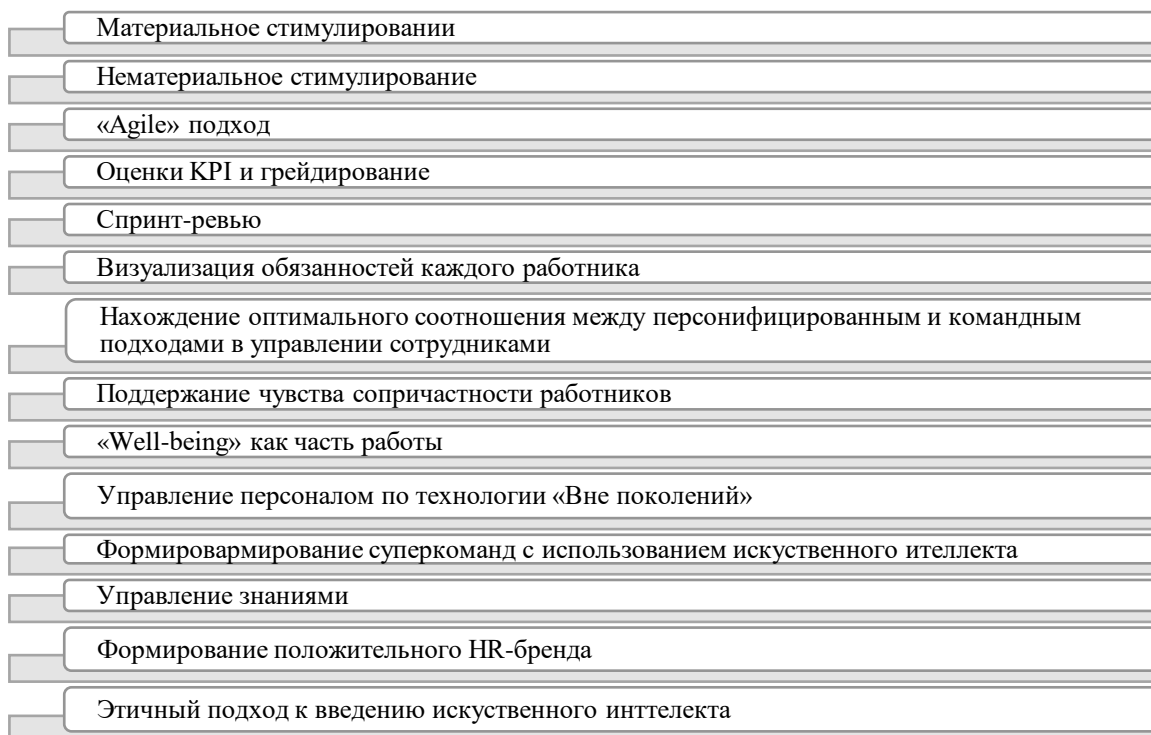 Материальное стимулировании
Нематериальное стимулирование
«Agile» подход
Оценки KPI и грейдирование
Спринт-ревью
Визуализация обязанностей каждого работника
Нахождение оптимального соотношения между персонифицированным и командным
подходами в управлении сотрудниками
Поддержание чувства сопричастности работников
«Well-being» как часть работы
Управление персоналом по технологии «Вне поколений»
Формировармирование суперкоманд с использованием искуственного ителлекта
Управление знаниями
Формирование положительного HR-бренда
Этичный подход к введению искуственного инттелекта